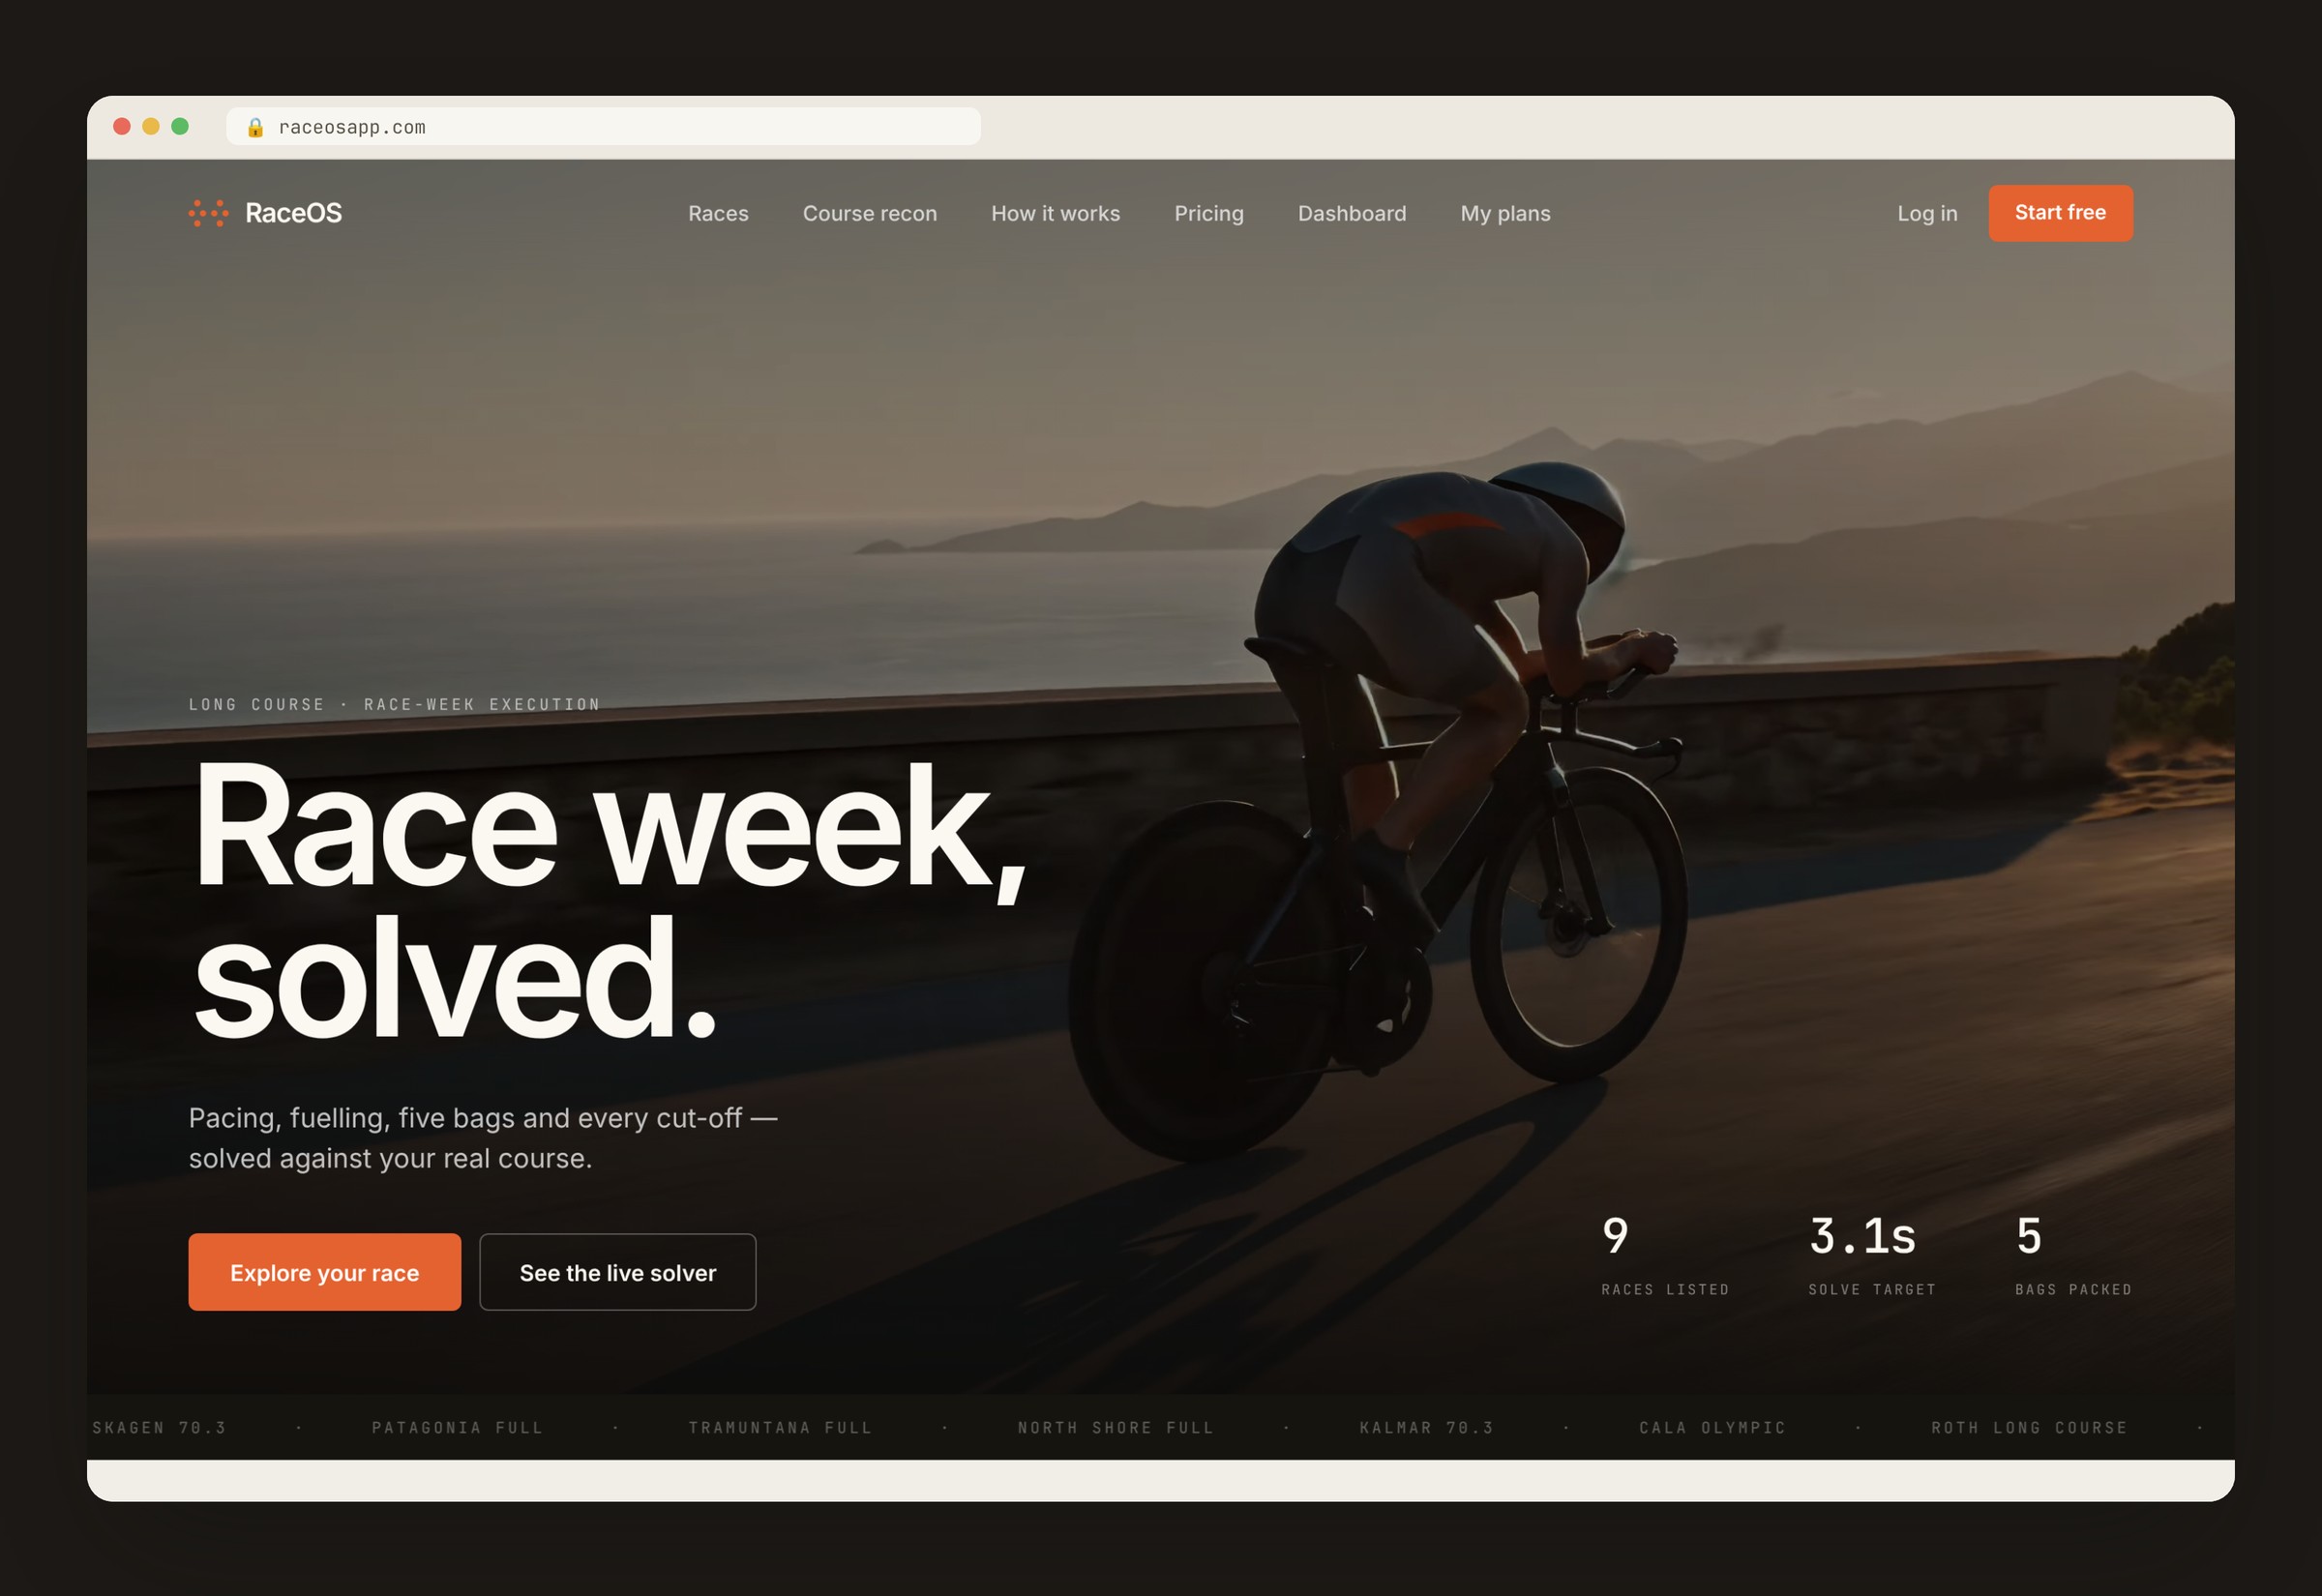 raceosapp.com
RaceOS
Races
Course recon
How it works
Pricing
Dashboard
My plans
Log in
Start free
LONG COURSE · RACE-WEEK EXECUTION
Race week,
solved.
Pacing, fuelling, five bags and every cut-off —
solved against your real course.
Explore your race
See the live solver
9
RACES LISTED
3.1s
SOLVE TARGET
5
BAGS PACKED
SKAGEN 70.3 · PATAGONIA FULL · TRAMUNTANA FULL · NORTH SHORE FULL · KALMAR 70.3 · CALA OLYMPIC · ROTH LONG COURSE ·